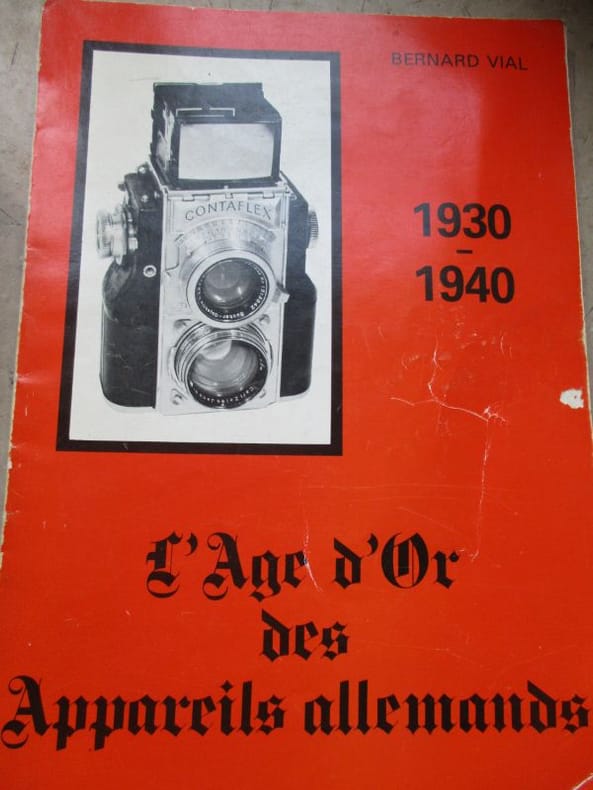 BERNARD VIAL
CONTAFLEX
1930
-
1940
L'Age d'Or
des
Appareils allemands